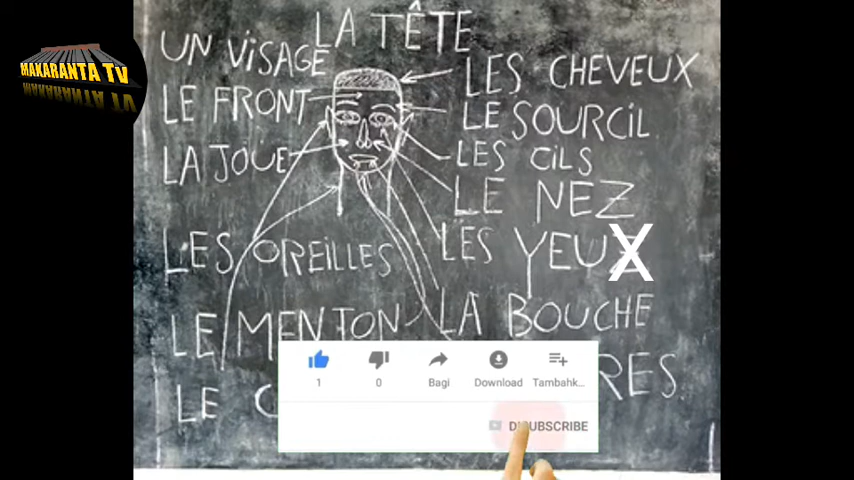 MAKARANTA TV
LA TÊTE
UN VISAGE
LES CHEVEUX
LE FRONT
LE SOURCIL
LA JOUE
LES CILS
LE NEZ
LES OREILLES
LES YEUX
LE MENTON
LA BOUCHE
LE C
RES
1
0
Bagi
Download
Tambahk...
SUBSCRIBE